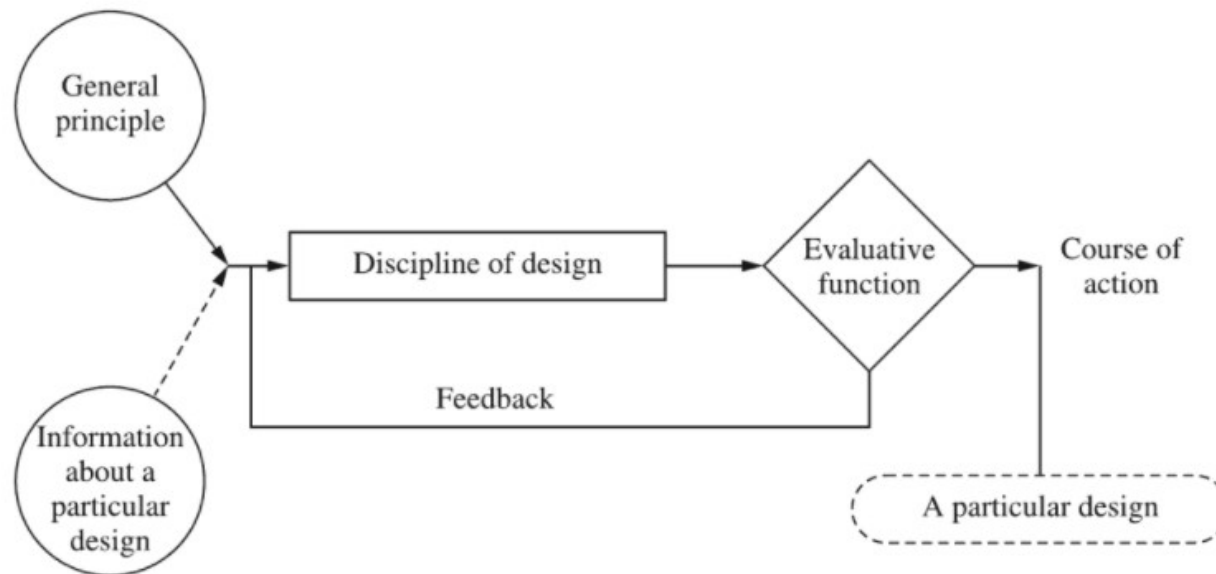 General
principle
Discipline of design
Evaluative
function
Course of
action
Feedback
Information
about a
particular
design
A particular design